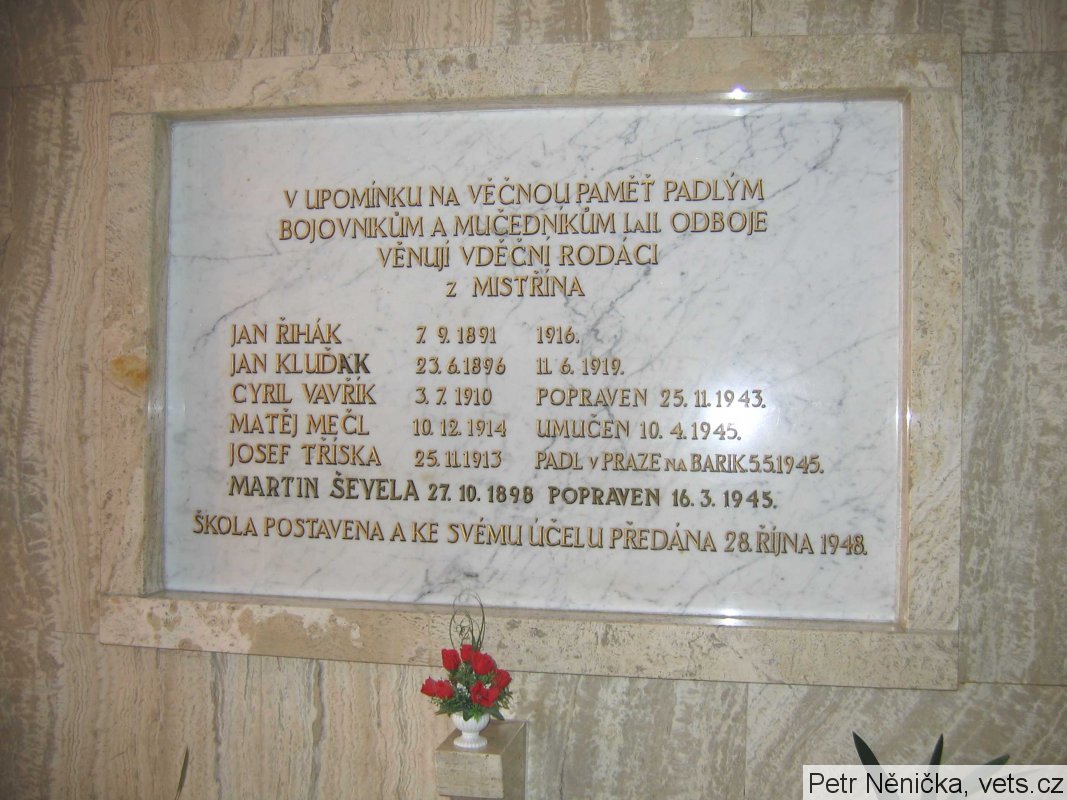 V UPOMÍNKU NA VĚČNOU PAMĚŤ PADLÝM
BOJOVNIKŮM A MUČEDNÍKŮM I.AII. ODBOJE
VĚNUJÍ VDĚČNÍ RODÁCI
Z MISTŘÍNA
JAN ŘIHÁK 7. 9. 1891 1916.
JAN KLUĎAK 23. 6. 1896 11. 6. 1919.
CYRIL VAVŘÍK 3. 7. 1910 POPRAVEN 25. 11. 1943.
MATĚJ MEČL 10. 12. 1914 UMUČEN 10. 4. 1945.
JOSEF TŘÍSKA 25. 11. 1913 PADL V PRAZE NA BARIK. 5.5.1945.
MARTIN ŠEVELA 27. 10. 1898 POPRAVEN 16. 3. 1945.
ŠKOLA POSTAVENA A KE SVÉMU ÚČELU PŘEDÁNA 28. ŘÍJNA 1948.
Petr Něnička, vets.cz